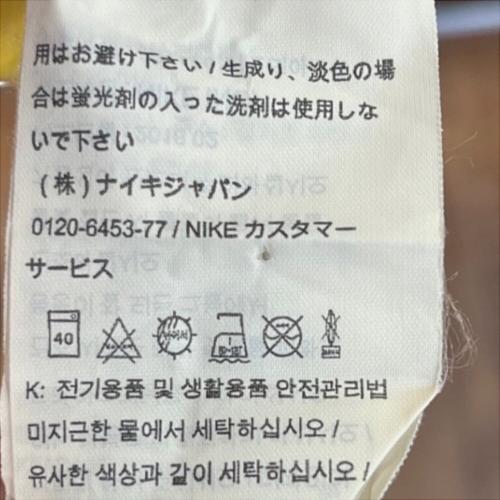 用はお避け下さい / 生成り、淡色の場
合は蛍光剤の入った洗剤は使用しな
いで下さい
(株)ナイキジャパン
0120-6453-77 / NIKE カスタマー
サービス
40
K: 전기용품 및 생활용품 안전관리법
미지근한 물에서 세탁하십시오 /
유사한 색상과 같이 세탁하십시오 /